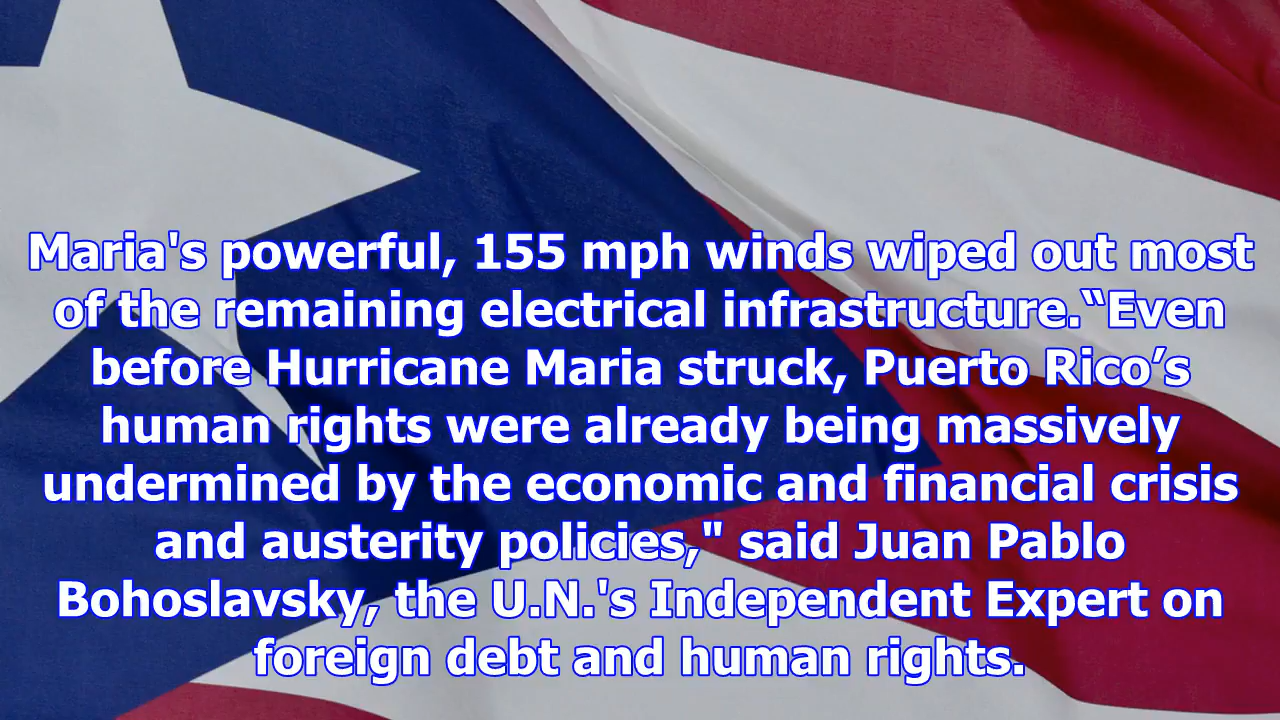 Maria's powerful, 155 mph winds wiped out most
of the remaining electrical infrastructure.“Even
before Hurricane Maria struck, Puerto Rico’s
human rights were already being massively
undermined by the economic and financial crisis
and austerity policies," said Juan Pablo
Bohoslavsky, the U.N.'s Independent Expert on
foreign debt and human rights.